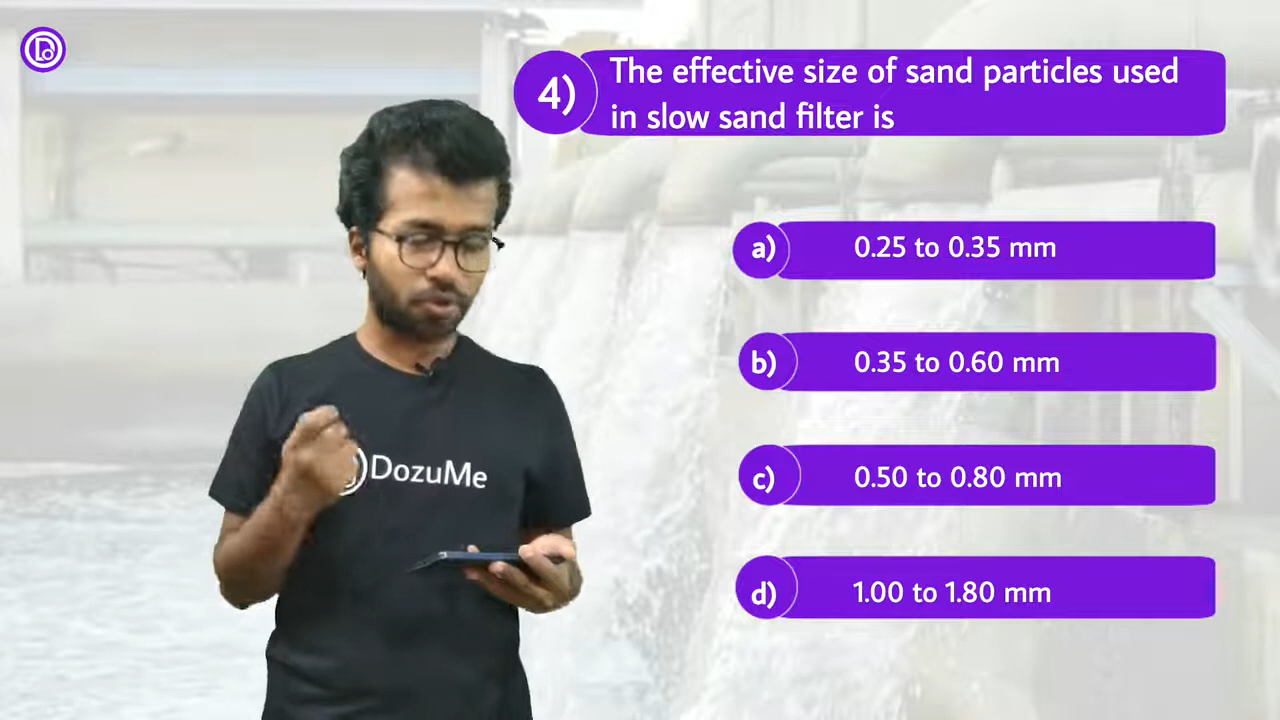 4)
The effective size of sand particles used
in slow sand filter is
a) 0.25 to 0.35 mm
b) 0.35 to 0.60 mm
c) 0.50 to 0.80 mm
d) 1.00 to 1.80 mm
DozuMe